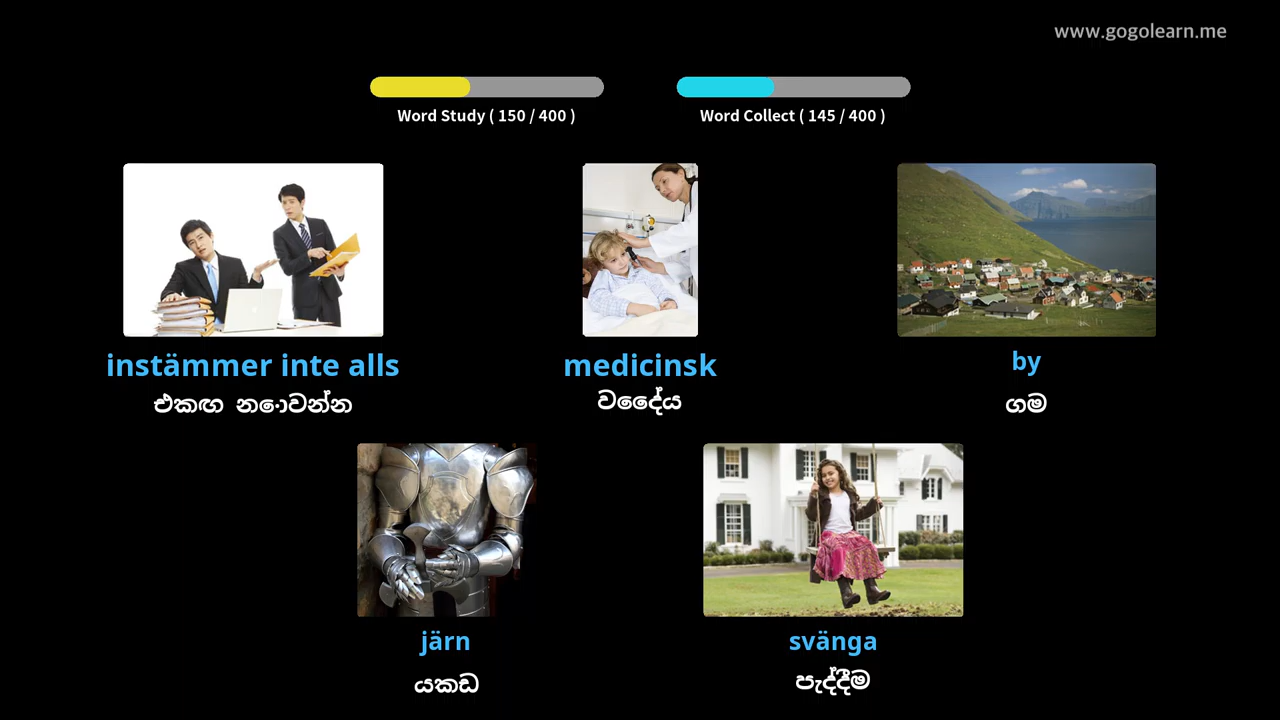 www.gogolearn.me
Word Study ( 150 / 400 )
Word Collect ( 145 / 400 )
instämmer inte alls
එකඟ නොවන්න
medicinsk
වෛද්‍ය
by
ගම
järn
යකඩ
svänga
පැද්දීම